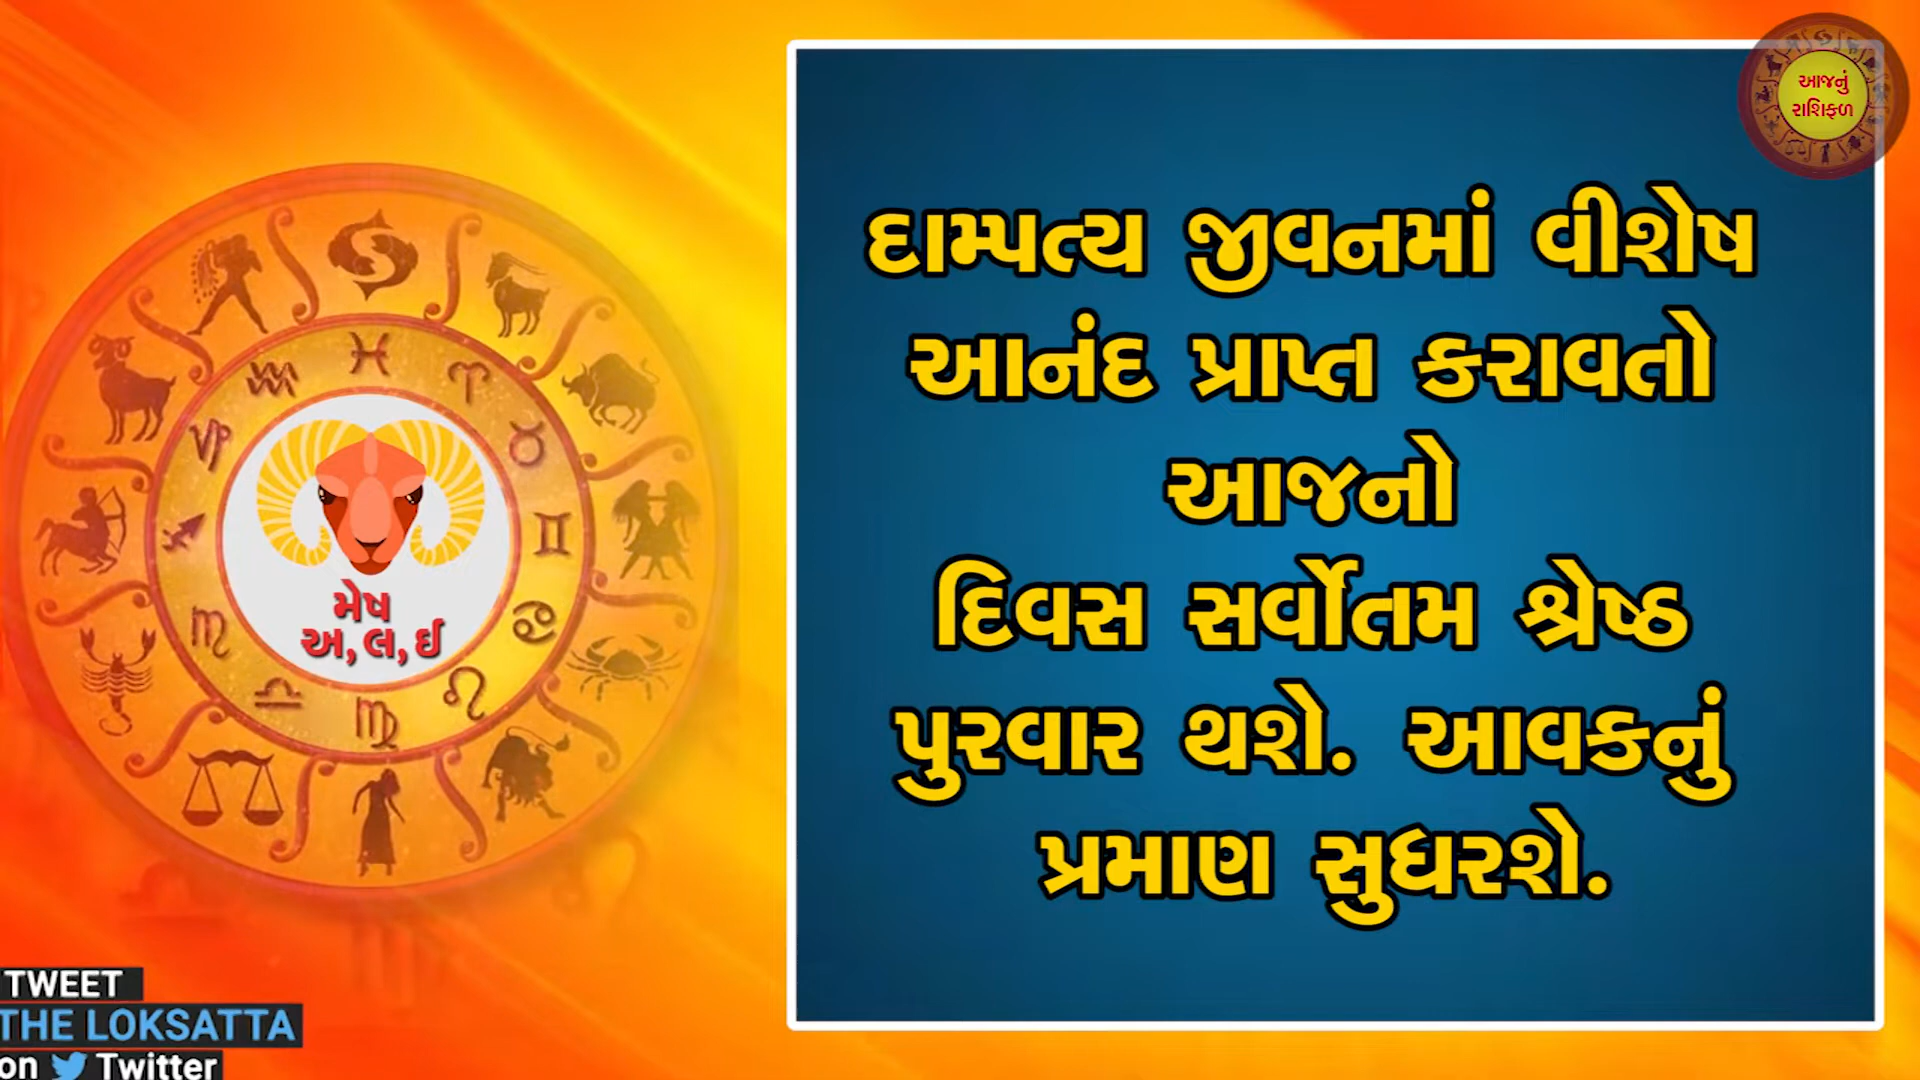 આજનું
રાશિફળ
દામ્પત્ય જીવનમાં વીશેષ
આનંદ પ્રાપ્ત કરાવતો
આજનો
દિવસ સર્વોતમ શ્રેષ્ઠ
પુરવાર થશે. આવકનું
પ્રમાણ સુધરશે.
મેષ
અ, લ, ઈ
TWEET
THE LOKSATTA
on Twitter